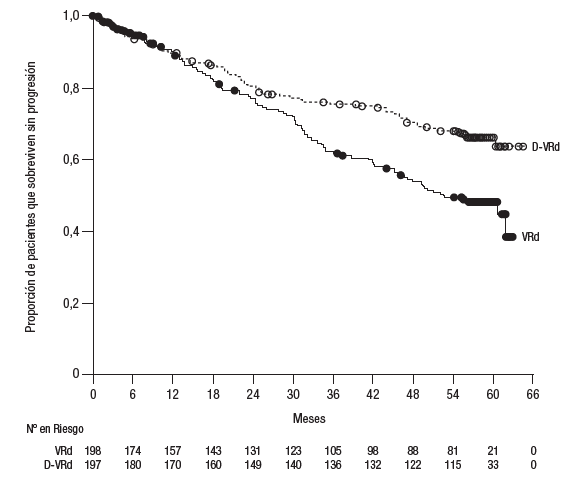 Proporción de pacientes que sobreviven sin progresión
1,0
0,8
0,6
0,4
0,2
0
D-VRd
VRd
0 6 12 18 24 30 36 42 48 54 60 66
Meses
Nº en Riesgo
VRd 198 174 157 143 131 123 105 98 88 81 21 0
D-VRd 197 180 170 160 149 140 136 132 122 115 33 0